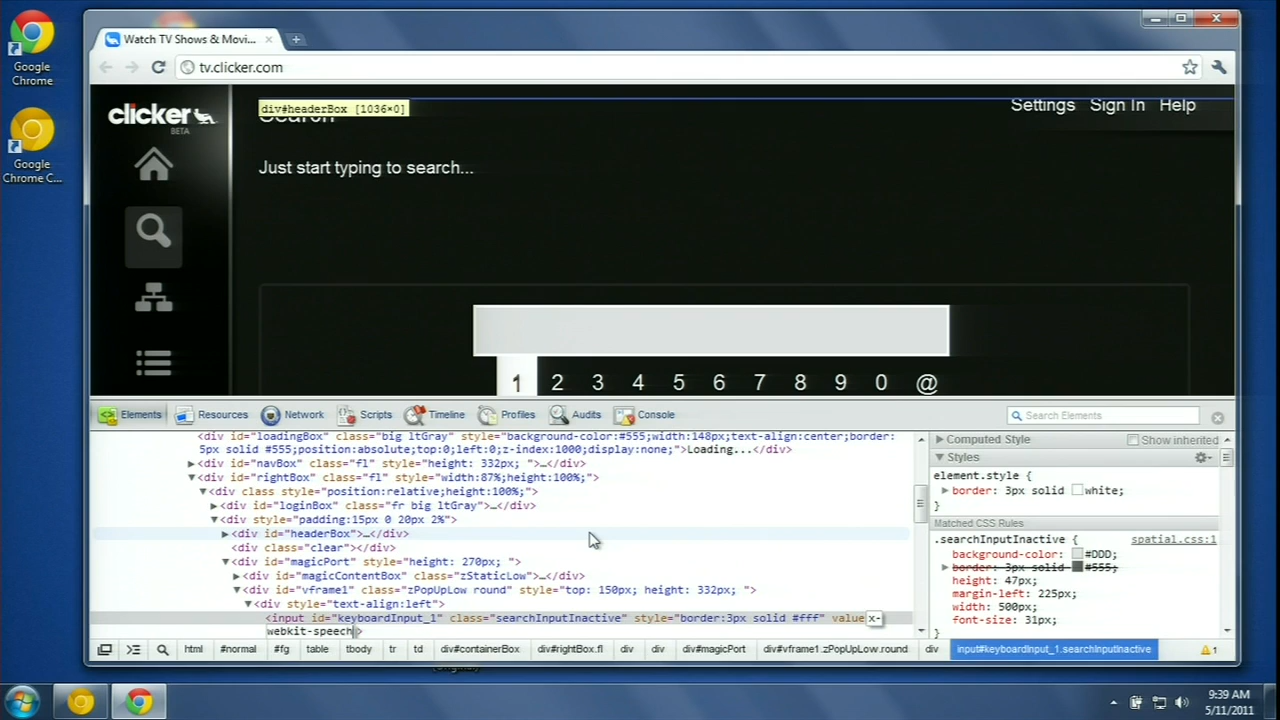 Google
Chrome
Google
Chrome C...
Watch TV Shows & Movi...
tv.clicker.com
clicker
BETA
div#headerBox [1036×0]
Search
Settings Sign In Help
Just start typing to search...
1 2 3 4 5 6 7 8 9 0 @
Elements Resources Network Scripts Timeline Profiles Audits Console Search Elements
<div id="loadingBox" class="big ltGray" style="background-color:#555;width:148px;text-align:center;border:
5px solid #555;position:absolute;top:0;left:0;z-index:1000;display:none;">Loading...</div>
<div id="navBox" class="fl" style="height: 332px; ">…</div>
<div id="rightBox" class="fl" style="width:87%;height:100%;">
<div class style="position:relative;height:100%;">
<div id="loginBox" class="fr big ltGray">…</div>
<div style="padding:15px 0 20px 2%">
<div id="headerBox">…</div>
<div class="clear"></div>
<div id="magicPort" style="height: 270px; ">
<div id="magicContentBox" class="zStaticLow">…</div>
<div id="vframe1" class="zPopUpLow round" style="top: 150px; height: 332px; ">
<div style="text-align:left">
<input id="keyboardInput_1" class="searchInputInactive" style="border:3px solid #fff" value x-
webkit-speech>
Computed Style Show inherited
Styles
element.style {
border: 3px solid white;
}
Matched CSS Rules
.searchInputInactive { spatial.css:1
background-color: #DDD;
border: 3px solid #555;
height: 47px;
margin-left: 225px;
width: 500px;
font-size: 31px;
}
html #normal #fg table tbody tr td div#containerBox div#rightBox.fl div div div#magicPort div#vframe1.zPopUpLow.round div input#keyboardInput_1.searchInputInactive 1
9:39 AM
5/11/2011